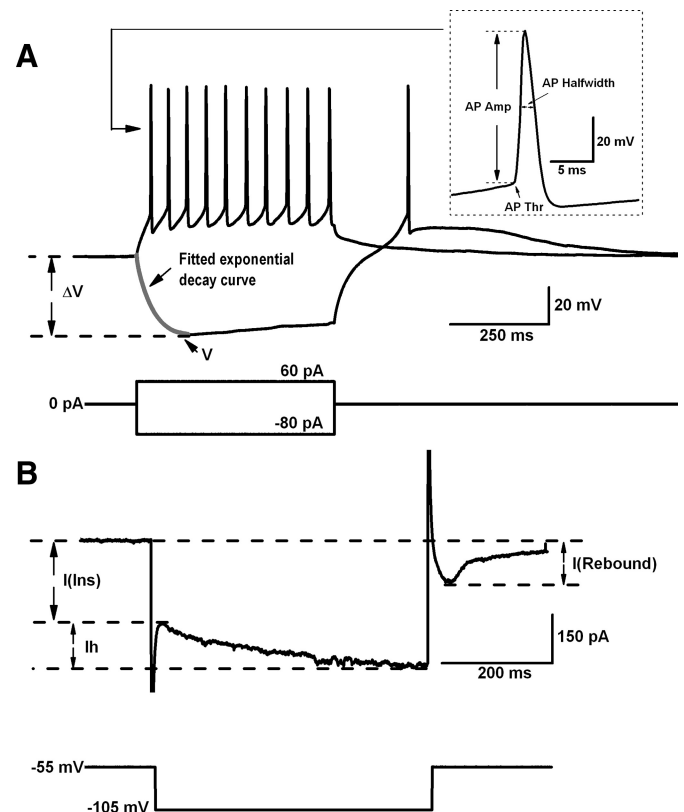 A
AP Amp
AP Halfwidth
20 mV
5 ms
AP Thr
Fitted exponential
decay curve
ΔV
V
20 mV
250 ms
60 pA
0 pA
-80 pA
B
I(Ins)
Ih
I(Rebound)
150 pA
200 ms
-55 mV
-105 mV